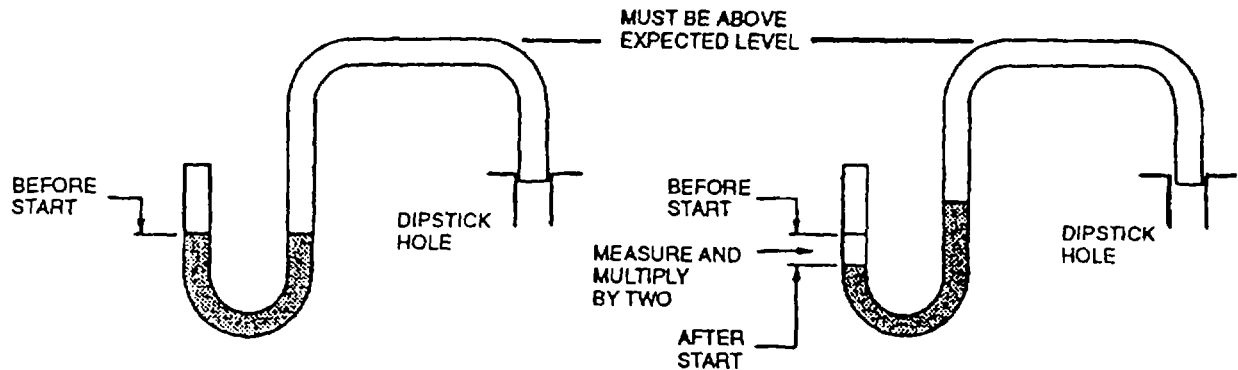 MUST BE ABOVE
EXPECTED LEVEL
BEFORE
START
DIPSTICK
HOLE
BEFORE
START
MEASURE AND
MULTIPLY
BY TWO
AFTER
START
DIPSTICK
HOLE